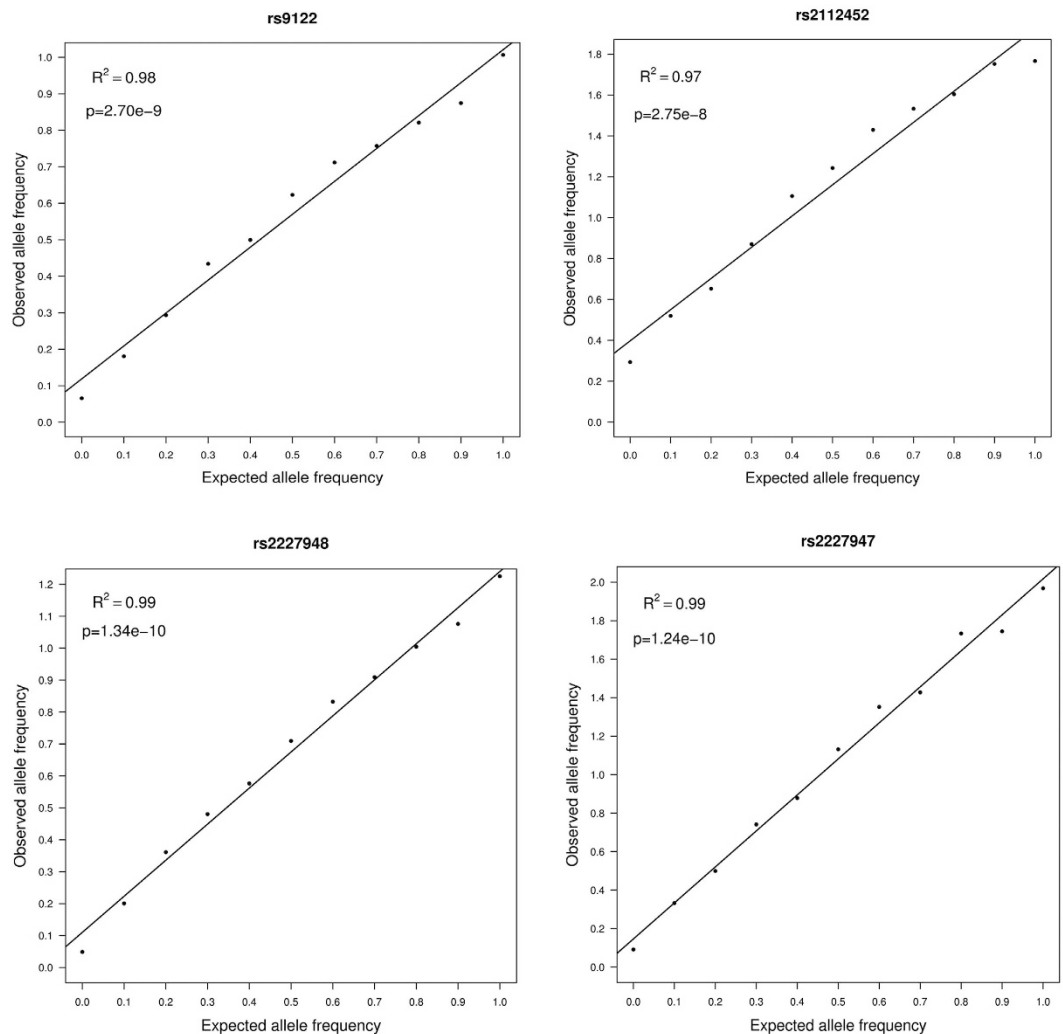 rs9122
R² = 0.98
p=2.70e−9
1.0
0.9
0.8
0.7
0.6
0.5
0.4
0.3
0.2
0.1
0.0
Observed allele frequency
0.0 0.1 0.2 0.3 0.4 0.5 0.6 0.7 0.8 0.9 1.0
Expected allele frequency
rs2112452
R² = 0.97
p=2.75e−8
1.8
1.6
1.4
1.2
1.0
0.8
0.6
0.4
0.2
0.0
Observed allele frequency
0.0 0.1 0.2 0.3 0.4 0.5 0.6 0.7 0.8 0.9 1.0
Expected allele frequency
rs2227948
R² = 0.99
p=1.34e−10
1.2
1.1
1.0
0.9
0.8
0.7
0.6
0.5
0.4
0.3
0.2
0.1
0.0
Observed allele frequency
0.0 0.1 0.2 0.3 0.4 0.5 0.6 0.7 0.8 0.9 1.0
Expected allele frequency
rs2227947
R² = 0.99
p=1.24e−10
2.0
1.8
1.6
1.4
1.2
1.0
0.8
0.6
0.4
0.2
0.0
Observed allele frequency
0.0 0.1 0.2 0.3 0.4 0.5 0.6 0.7 0.8 0.9 1.0
Expected allele frequency